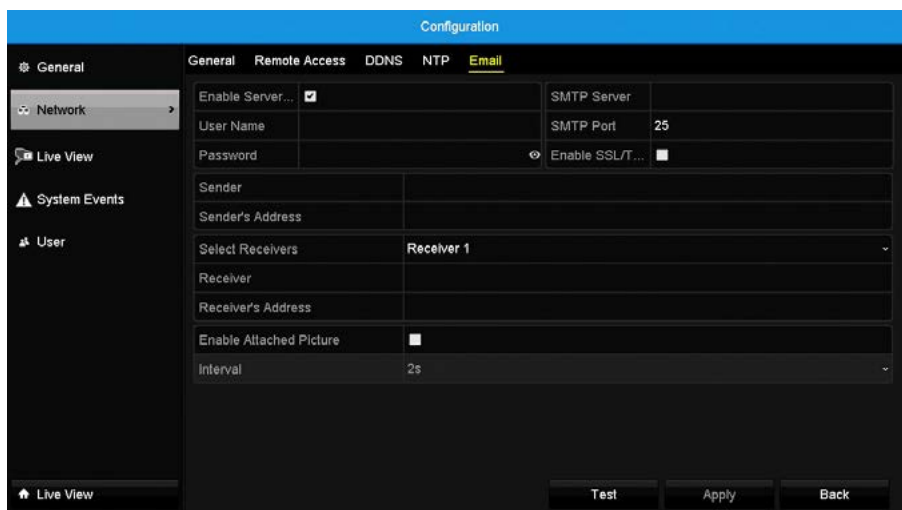 Configuration
General
Network
Live View
System Events
User
Live View
General Remote Access DDNS NTP Email
Enable Server... SMTP Server
User Name SMTP Port 25
Password Enable SSL/T...
Sender
Sender's Address
Select Receivers Receiver 1
Receiver
Receiver's Address
Enable Attached Picture
Interval 2s
Test Apply Back